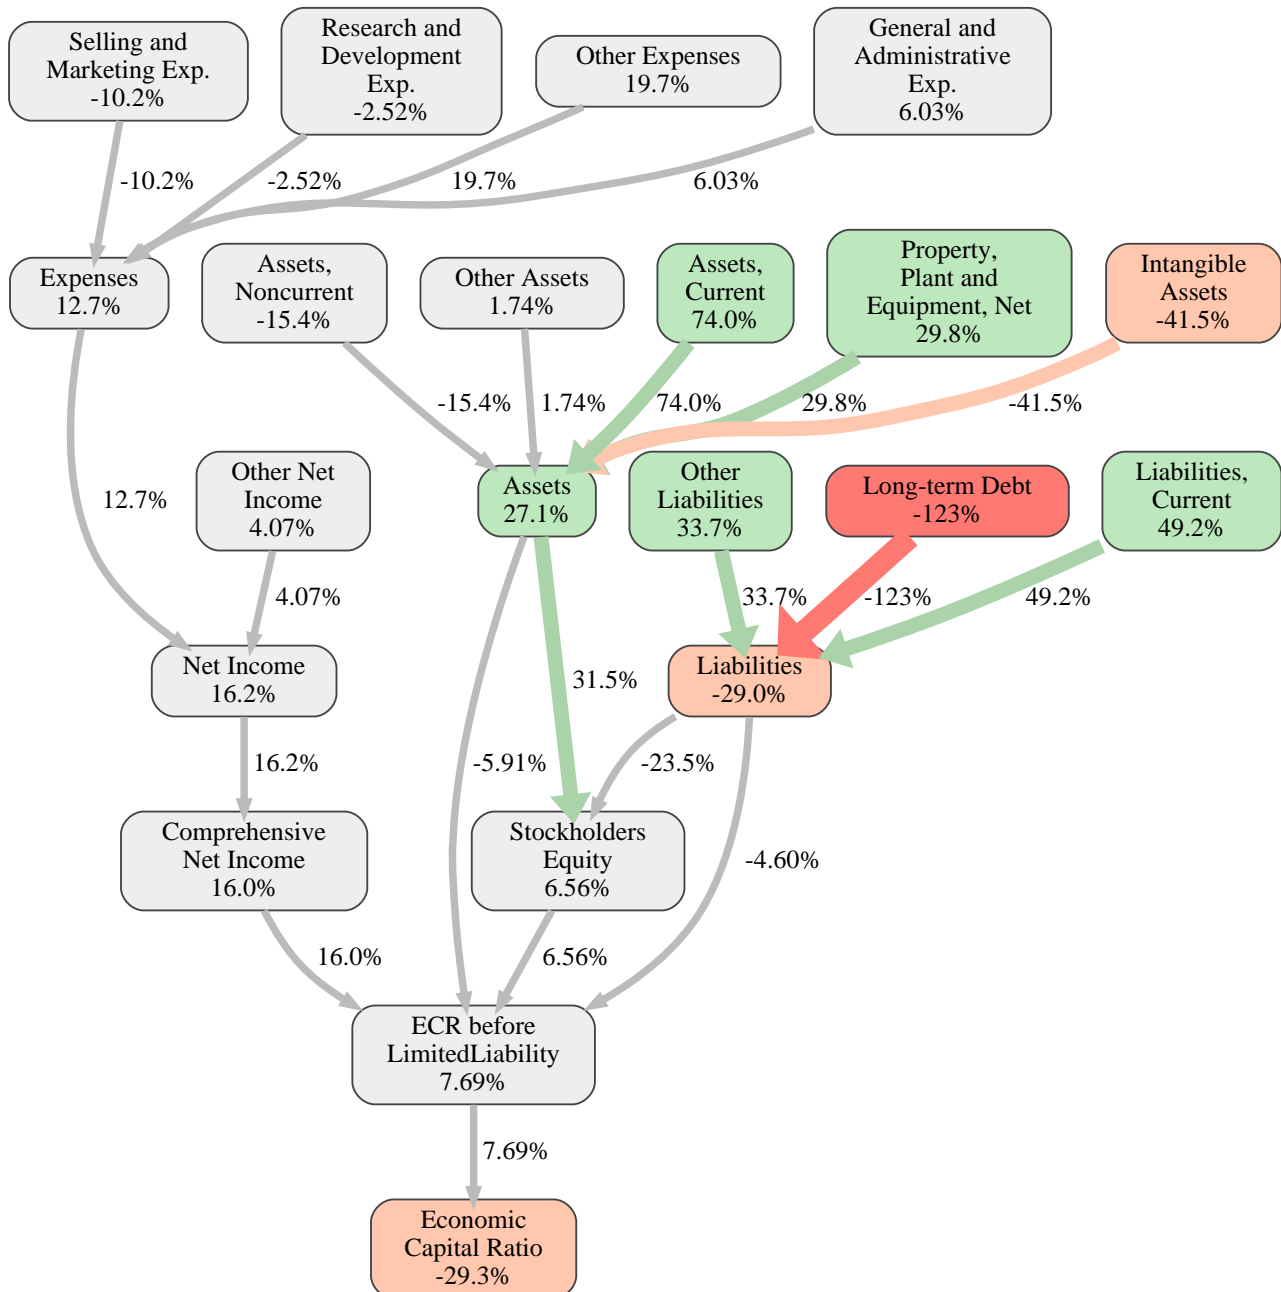 Selling and
Marketing Exp.
-10.2%
Research and
Development
Exp.
-2.52%
Other Expenses
19.7%
General and
Administrative
Exp.
6.03%
-10.2%
-2.52%
19.7%
6.03%
Expenses
12.7%
Assets,
Noncurrent
-15.4%
Other Assets
1.74%
Assets,
Current
74.0%
Property,
Plant and
Equipment, Net
29.8%
Intangible
Assets
-41.5%
-15.4%
1.74%
74.0%
29.8%
-41.5%
12.7%
Other Net
Income
4.07%
Assets
27.1%
Other
Liabilities
33.7%
Long-term Debt
-123%
Liabilities,
Current
49.2%
4.07%
33.7%
-123%
49.2%
Net Income
16.2%
31.5%
Liabilities
-29.0%
16.2%
-5.91%
-23.5%
Comprehensive
Net Income
16.0%
Stockholders
Equity
6.56%
-4.60%
16.0%
6.56%
ECR before
LimitedLiability
7.69%
7.69%
Economic
Capital Ratio
-29.3%